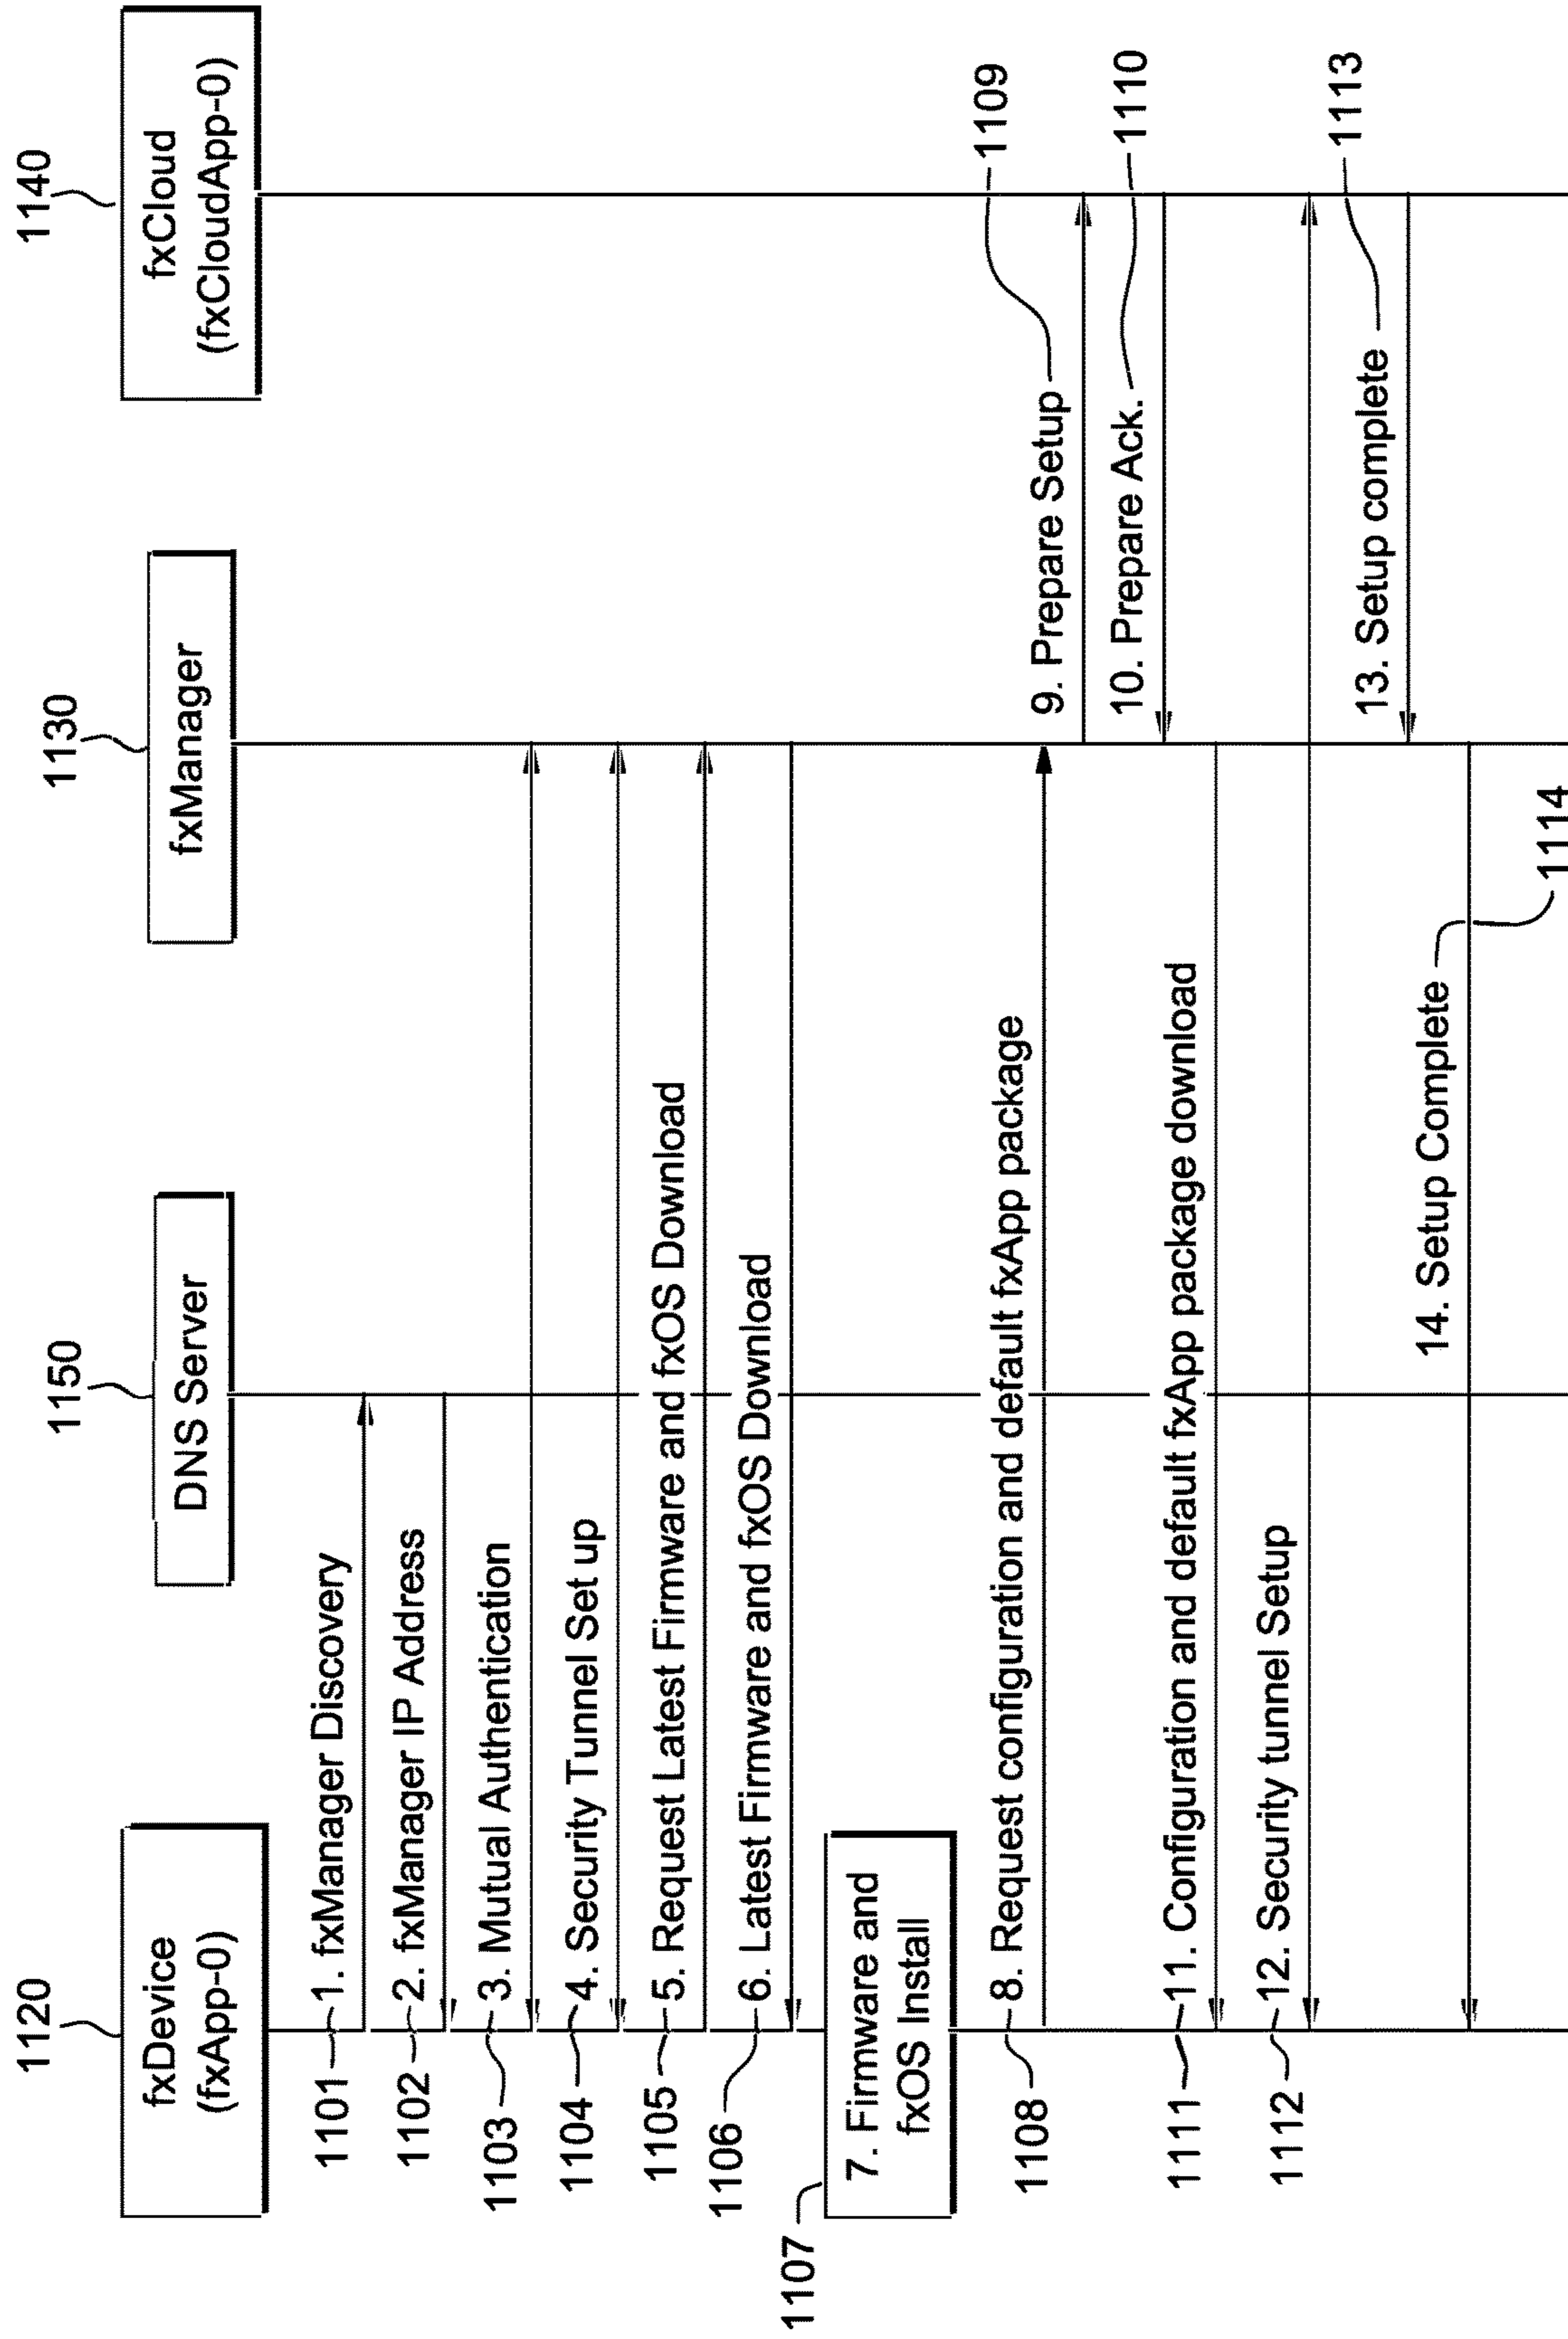 1120
fxDevice
(fxApp-0)
1150
DNS Server
1130
fxManager
1140
fxCloud
(fxCloudApp-0)
1101
1. fxManager Discovery
1102
2. fxManager IP Address
1103
3. Mutual Authentication
1104
4. Security Tunnel Set up
1105
5. Request Latest Firmware and fxOS Download
1106
6. Latest Firmware and fxOS Download
1107
7. Firmware and
fxOS Install
1108
8. Request configuration and default fxApp package
9. Prepare Setup
1109
10. Prepare Ack.
1110
1111
11. Configuration and default fxApp package download
1112
12. Security tunnel Setup
13. Setup complete
1113
14. Setup Complete
1114